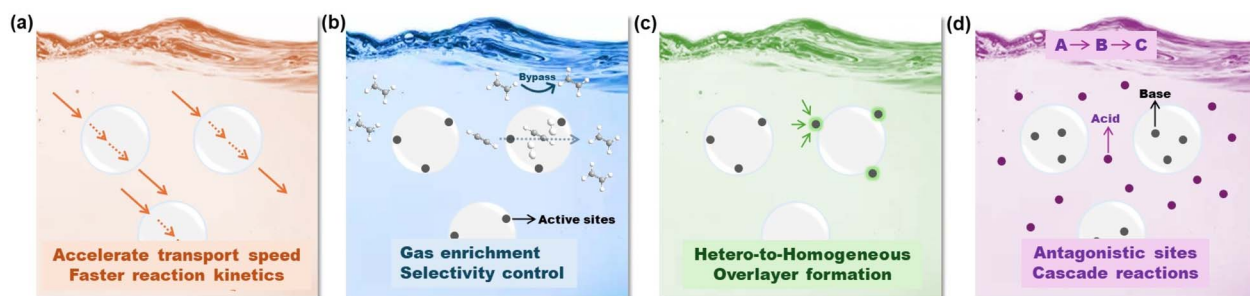 (a)
Accelerate transport speed
Faster reaction kinetics
(b)
Bypass
Active sites
Gas enrichment
Selectivity control
(c)
Hetero-to-Homogeneous
Overlayer formation
(d)
A → B → C
Base
Acid
Antagonistic sites
Cascade reactions